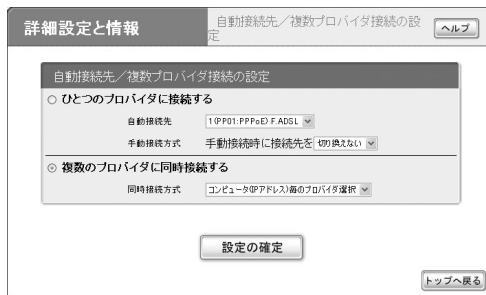 詳細設定と情報
自動接続先／複数プロバイダ接続の設
定
ヘルプ
自動接続先／複数プロバイダ接続の設定
ひとつのプロバイダに接続する
自動接続先 1(PP01:PPPoE) F.ADSL
手動接続方式 手動接続時に接続先を 切り換えない
複数のプロバイダに同時接続する
同時接続方式 コンピュータ(IPアドレス)毎のプロバイダ選択
設定の確定
トップへ戻る